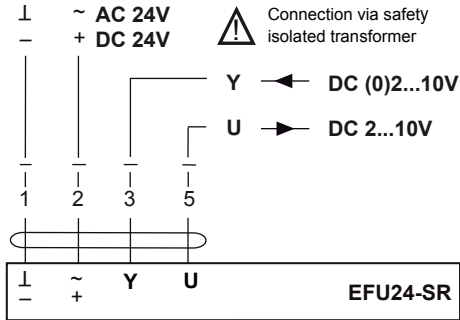 ⊥ ~ AC 24V
– + DC 24V
Connection via safety
isolated transformer
Y DC (0)2...10V
U DC 2...10V
1 2 3 5
⊥ ~ Y U
– +
EFU24-SR